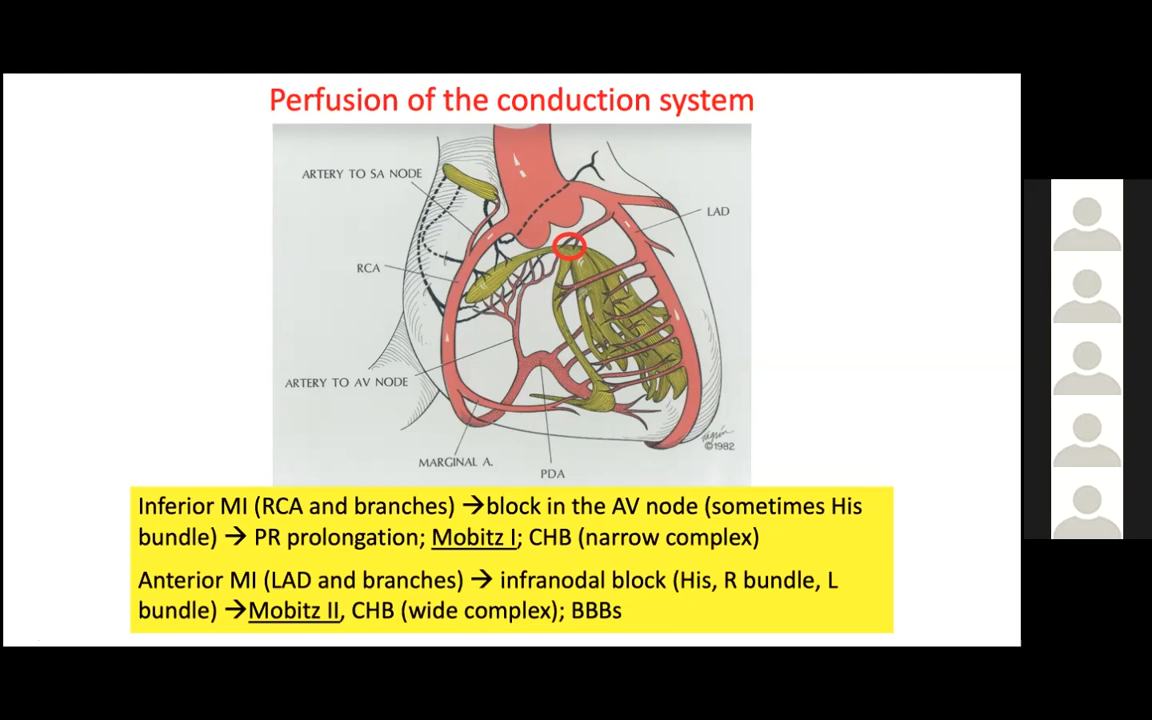 Perfusion of the conduction system
ARTERY TO SA NODE
LAD
RCA
ARTERY TO AV NODE
©1982
MARGINAL A.
PDA
Inferior MI (RCA and branches) →block in the AV node (sometimes His
bundle) → PR prolongation; Mobitz I; CHB (narrow complex)
Anterior MI (LAD and branches) → infranodal block (His, R bundle, L
bundle) →Mobitz II, CHB (wide complex); BBBs